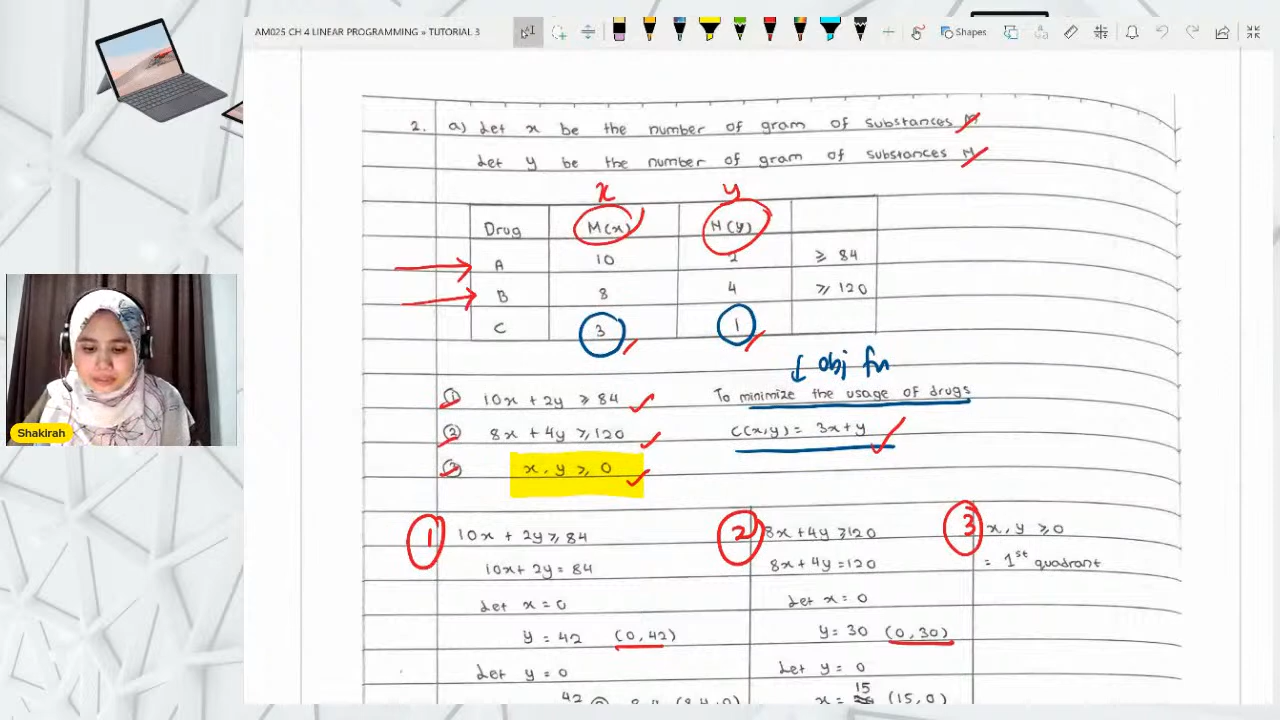 AM025 CH 4 LINEAR PROGRAMMING » TUTORIAL 3
Shapes
2. a) Let x be the number of gram of substances M
Let y be the number of gram of substances N
x y
Drug M(x) N(y)
A 10 2 ≥ 84
B 8 4 ≥ 120
C 3 1
↓ obj fn
① 10x + 2y ≥ 84 To minimize the usage of drugs
② 8x + 4y ≥ 120 C(x,y) = 3x + y
③ x, y ≥ 0
1 10x + 2y ≥ 84 2 8x + 4y ≥ 120 3 x, y ≥ 0
10x + 2y = 84 8x + 4y = 120 = 1st quadrant
Let x = 0 Let x = 0
y = 42 (0, 42) y = 30 (0, 30)
Let y = 0 Let y = 0
x = 15 (15, 0)
Shakirah